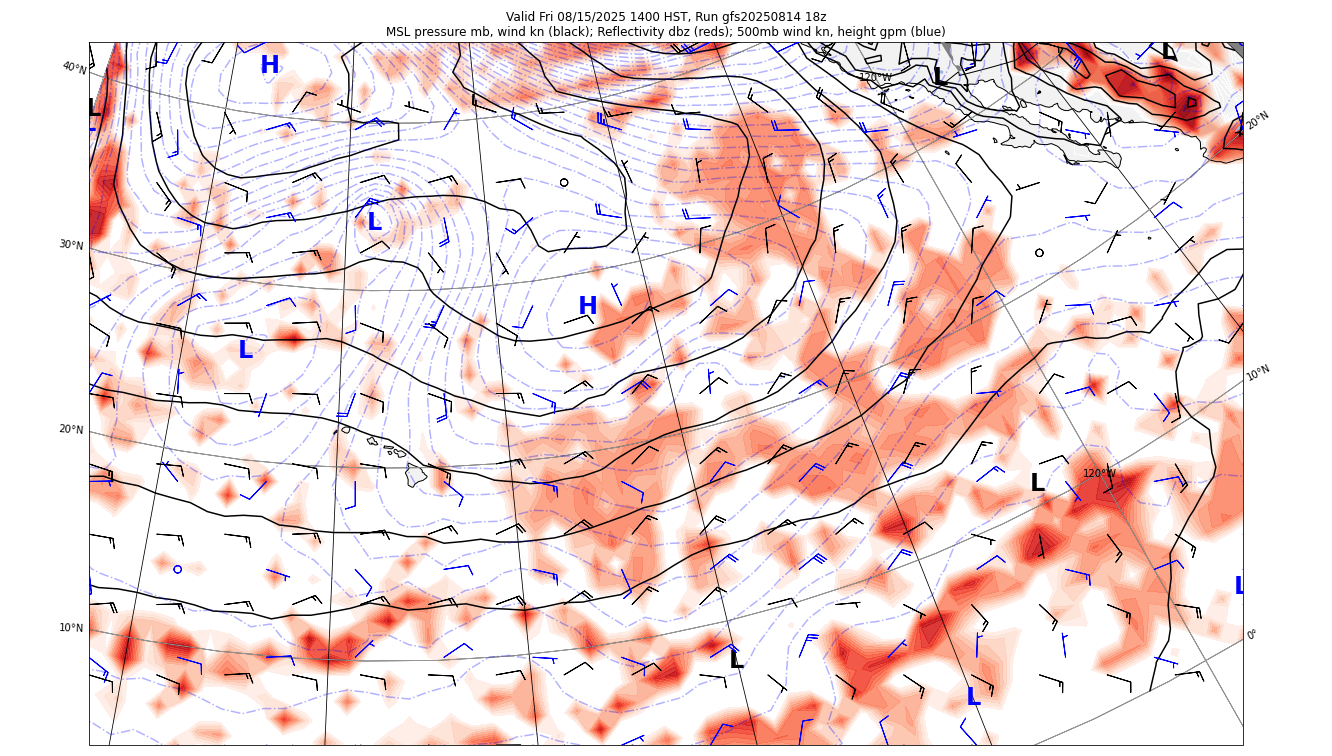 Valid Fri 08/15/2025 1400 HST, Run gfs20250814 18z
MSL pressure mb, wind kn (black); Reflectivity dbz (reds); 500mb wind kn, height gpm (blue)
H
L
L
120°W
40°N
L
20°N
L
30°N
H
L
10°N
20°N
120°W
L
L
10°N
0°
L
L